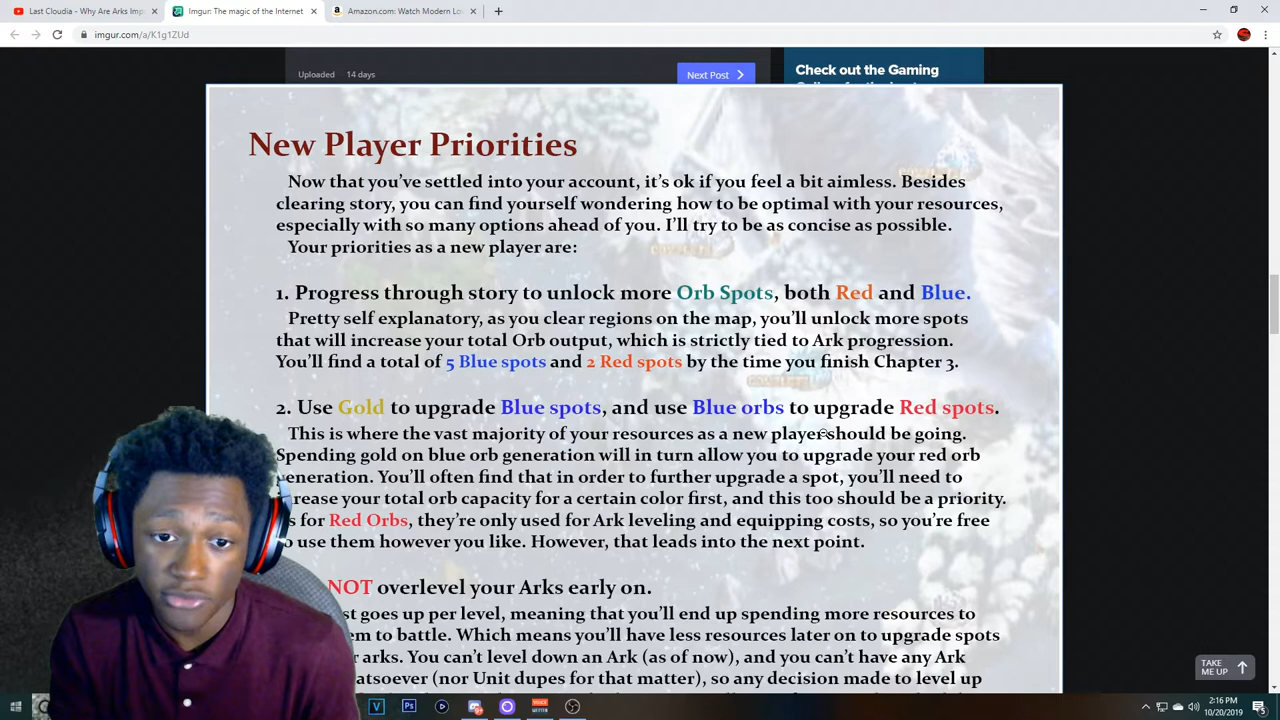 Last Cloudia - Why Are Arks Imp
Imgur: The magic of the Internet
Amazon.com: Watch Modern Lo
imgur.com/a/K1g1ZUd
Uploaded 14 days
Next Post
Check out the Gaming
New Player Priorities
Now that you've settled into your account, it's ok if you feel a bit aimless. Besides
clearing story, you can find yourself wondering how to be optimal with your resources,
especially with so many options ahead of you. I'll try to be as concise as possible.
Your priorities as a new player are:
1. Progress through story to unlock more Orb Spots, both Red and Blue.
Pretty self explanatory, as you clear regions on the map, you'll unlock more spots
that will increase your total Orb output, which is strictly tied to Ark progression.
You'll find a total of 5 Blue spots and 2 Red spots by the time you finish Chapter 3.
2. Use Gold to upgrade Blue spots, and use Blue orbs to upgrade Red spots.
This is where the vast majority of your resources as a new player should be going.
Spending gold on blue orb generation will in turn allow you to upgrade your red orb
generation. You'll often find that in order to further upgrade a spot, you'll need to
rease your total orb capacity for a certain color first, and this too should be a priority.
s for Red Orbs, they're only used for Ark leveling and equipping costs, so you're free
o use them however you like. However, that leads into the next point.
NOT overlevel your Arks early on.
st goes up per level, meaning that you'll end up spending more resources to
em to battle. Which means you'll have less resources later on to upgrade spots
r arks. You can't level down an Ark (as of now), and you can't have any Ark
atsoever (nor Unit dupes for that matter), so any decision made to level up
TAKE
ME UP
2:16 PM
10/20/2019